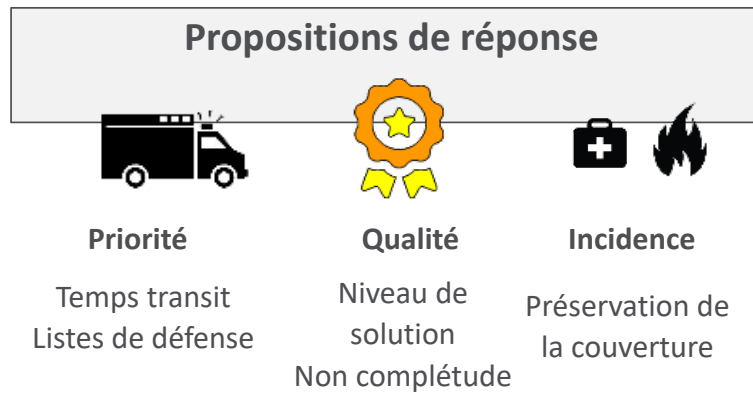 Propositions de réponse
Priorité
Temps transit
Listes de défense
Qualité
Niveau de
solution
Non complétude
Incidence
Préservation de
la couverture